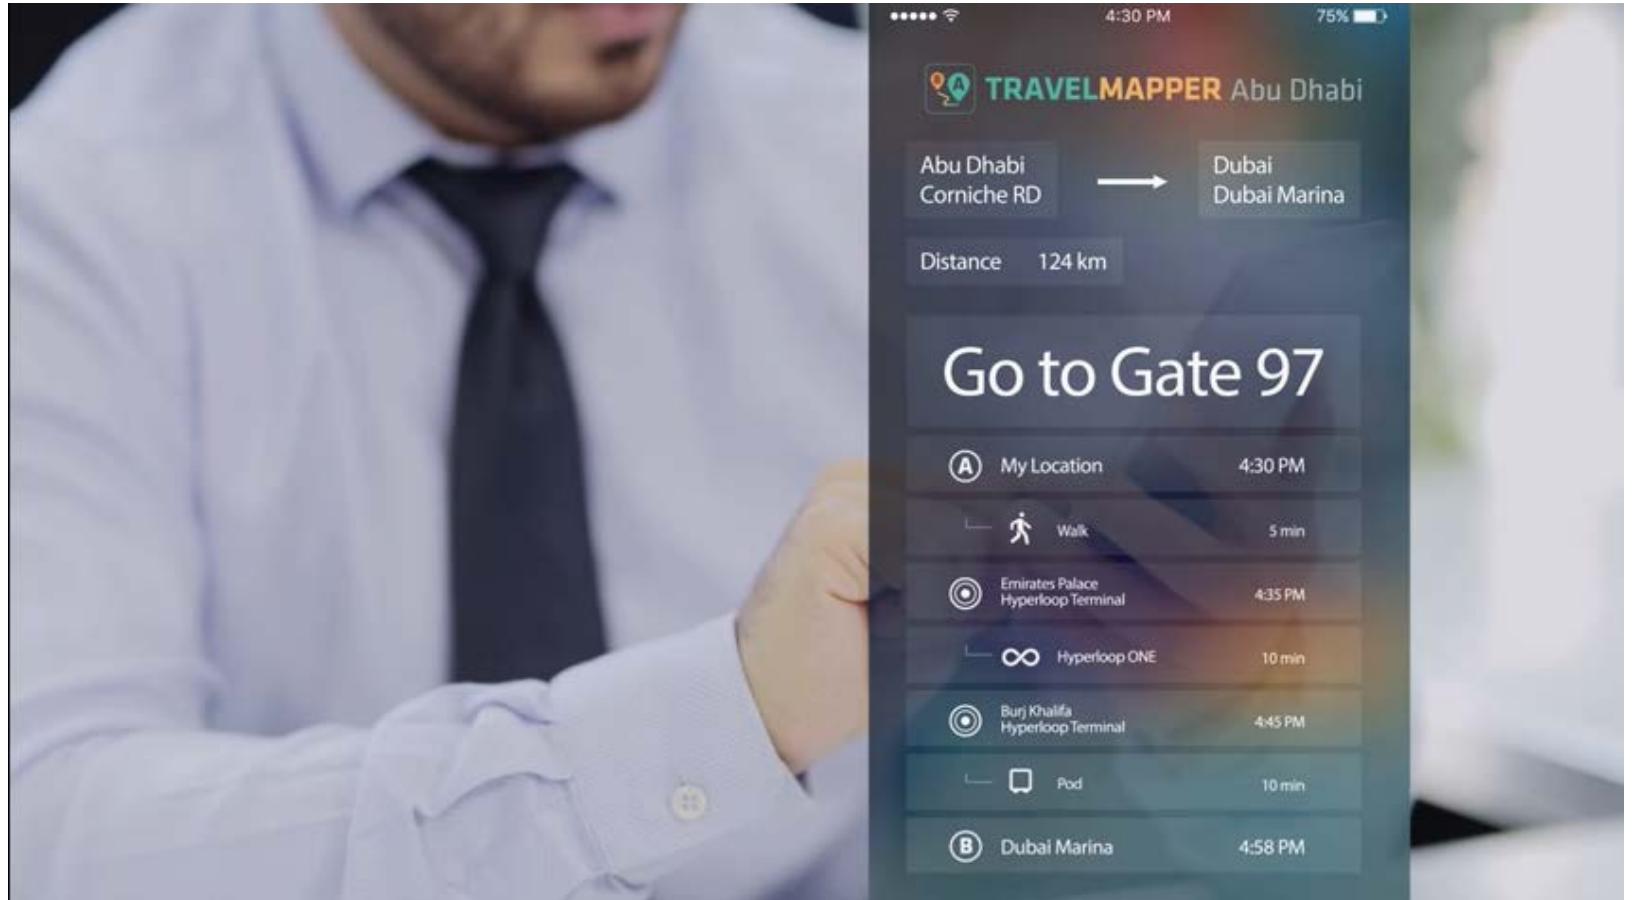 4:30 PM
75%
TRAVELMAPPER Abu Dhabi
Abu Dhabi
Corniche RD
Dubai
Dubai Marina
Distance 124 km
Go to Gate 97
A My Location 4:30 PM
Walk 5 min
Emirates Palace
Hyperloop Terminal
4:35 PM
Hyperloop ONE 10 min
Burj Khalifa
Hyperloop Terminal
4:45 PM
Pod 10 min
B Dubai Marina 4:58 PM